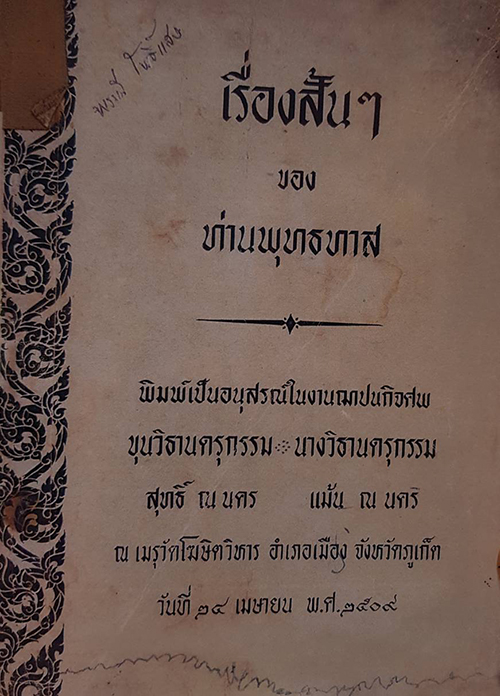 เรื่องสั้นๆ
ของ
ท่านพุทธทาส
พิมพ์เป็นอนุสรณ์ในงานฌาปนกิจศพ
ขุนวิธานดรุกรรม นางวิธานดรุกรรม
สุทธิ์ ณ นคร แม้น ณ นคร
ณ เมรุวัดโฆษิตวิหาร อำเภอเมือง จังหวัดภูเก็ต
วันที่ ๒๔ เมษายน พ.ศ.๒๕๐๙